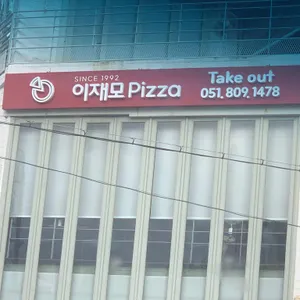 SINCE 1992
이재모 Pizza
Take out
051. 809. 1478